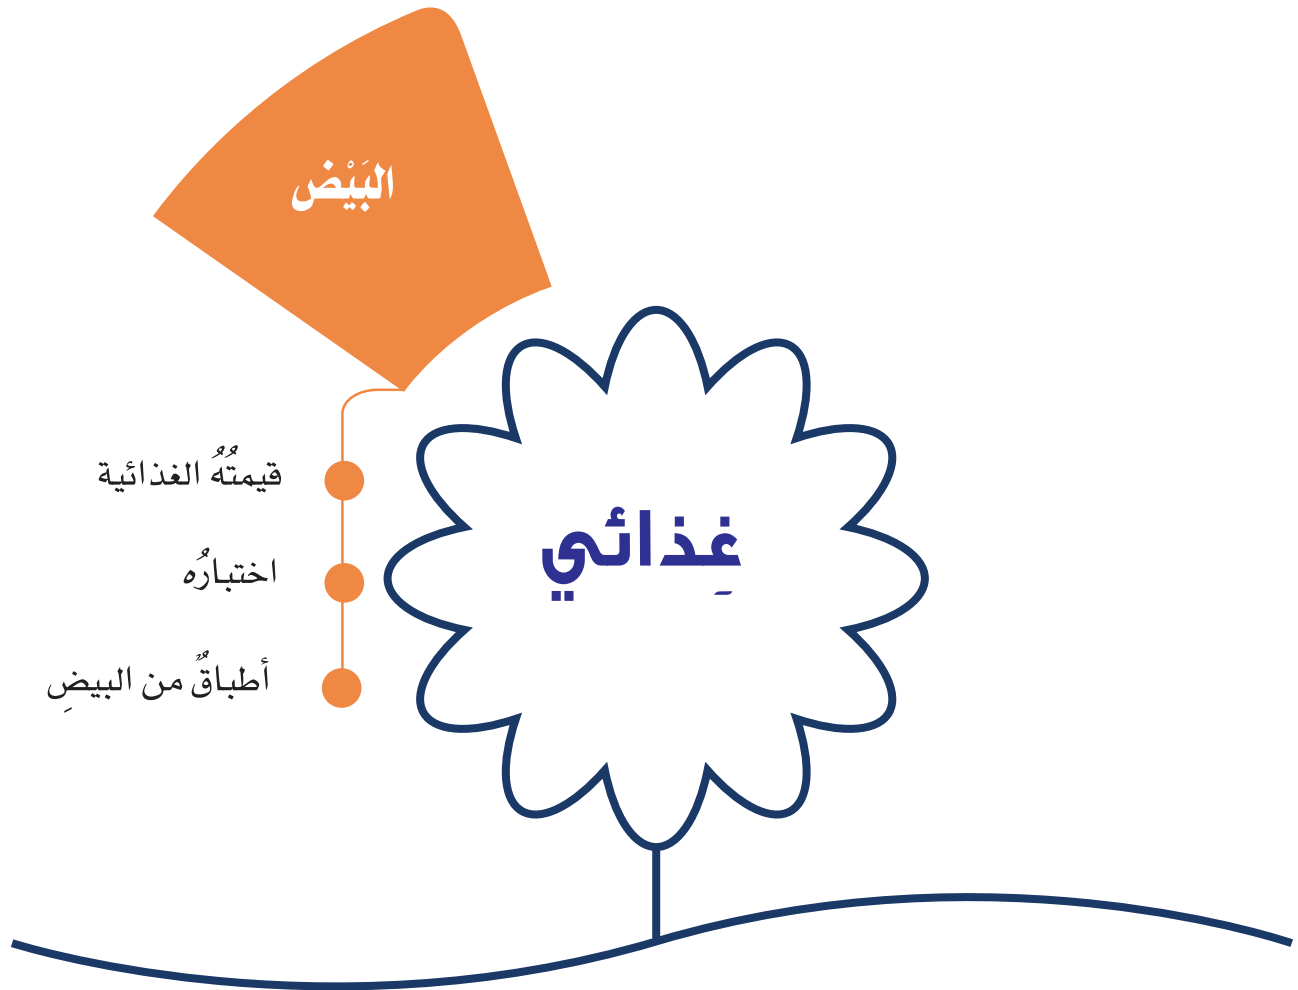 البَيْض
قيمتُهُ الغذائية
اختبارُه
أطباقٌ من البيضِ
غِذائي